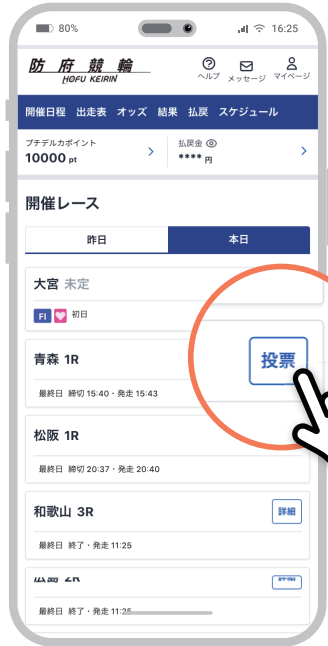 80% 16:25
防府競輪
HOFU KEIRIN
ヘルプ メッセージ マイページ
開催日程 出走表 オッズ 結果 払戻 スケジュール
プチデルカポイント 払戻金
10000 pt **** 円
開催レース
昨日 本日
大宮 未定
FI 初日
青森 1R 投票
最終日 締切 15:40・発走 15:43
松阪 1R
最終日 締切 20:37・発走 20:40
和歌山 3R 詳細
最終日 終了・発走 11:25
広島 2R 詳細
最終日 終了・発走 11:25